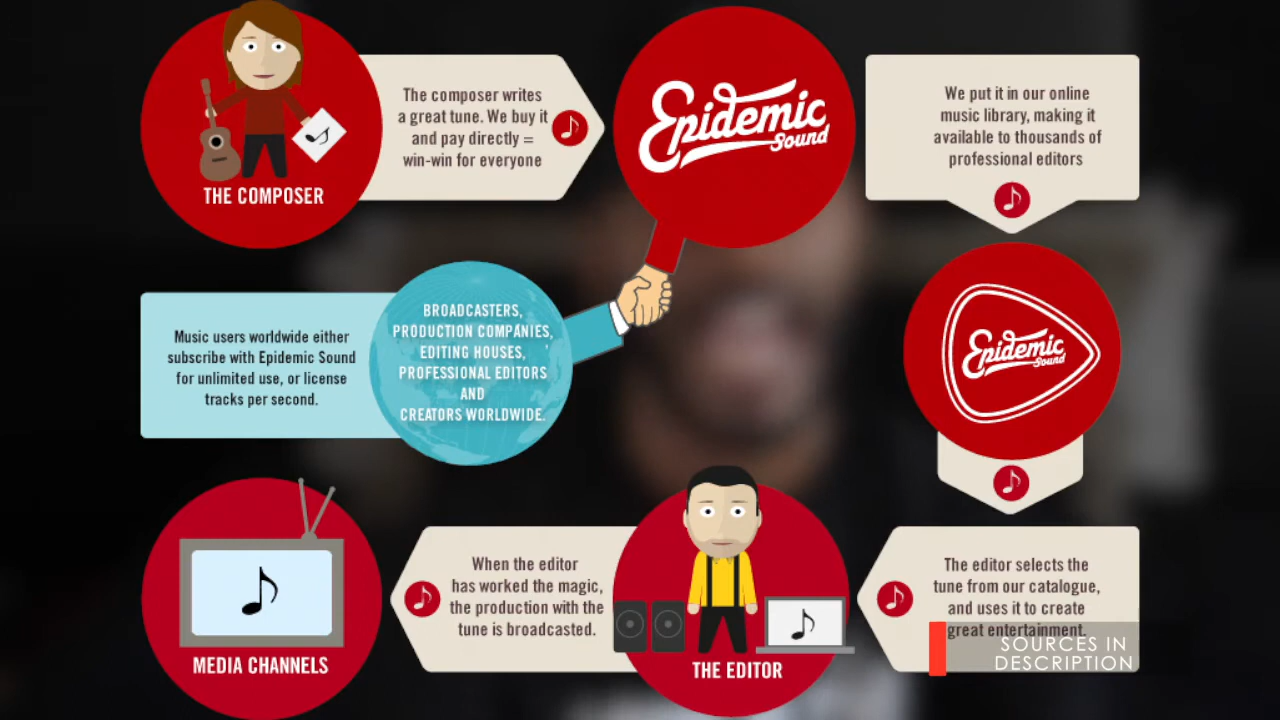 THE COMPOSER
The composer writes
a great tune. We buy it
and pay directly =
win-win for everyone
Epidemic
Sound
We put it in our online
music library, making it
available to thousands of
professional editors
Music users worldwide either
subscribe with Epidemic Sound
for unlimited use, or license
tracks per second.
BROADCASTERS,
PRODUCTION COMPANIES,
EDITING HOUSES,
PROFESSIONAL EDITORS
AND
CREATORS WORLDWIDE.
Epidemic
Sound
The editor selects the
tune from our catalogue,
and uses it to create
great entertainment.
SOURCES IN
DESCRIPTION
THE EDITOR
When the editor
has worked the magic,
the production with the
tune is broadcasted.
MEDIA CHANNELS